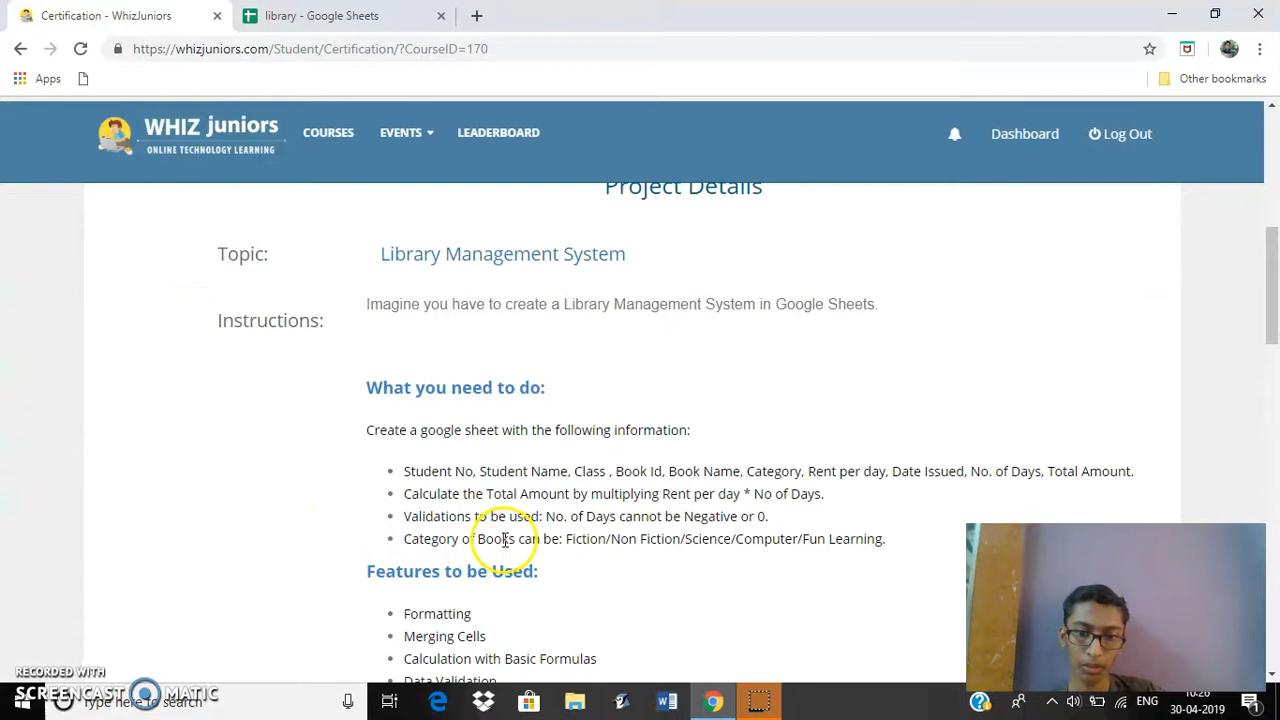 Certification - WhizJuniors
library - Google Sheets
https://whizjuniors.com/Student/Certification/?CourseID=170
Apps
Other bookmarks
WHIZ juniors
ONLINE TECHNOLOGY LEARNING
COURSES
EVENTS
LEADERBOARD
Dashboard
Log Out
Project Details
Topic:
Library Management System
Instructions:
Imagine you have to create a Library Management System in Google Sheets.
What you need to do:
Create a google sheet with the following information:
Student No, Student Name, Class , Book Id, Book Name, Category, Rent per day, Date Issued, No. of Days, Total Amount.
Calculate the Total Amount by multiplying Rent per day * No of Days.
Validations to be used: No. of Days cannot be Negative or 0.
Category of Books can be: Fiction/Non Fiction/Science/Computer/Fun Learning.
Features to be Used:
Formatting
Merging Cells
Calculation with Basic Formulas
Data Validation
RECORDED WITH
SCREENCAST MATIC
Type here to search
ENG
10:26
30-04-2019